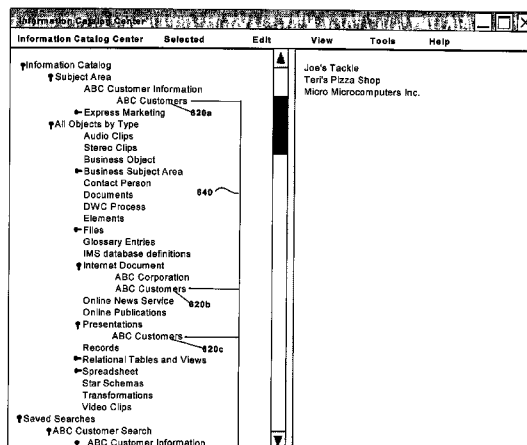 Information Catalog Center
Information Catalog Center Selected Edit View Tools Help
Information Catalog
Subject Area
ABC Customer Information
ABC Customers
Express Marketing 620a
All Objects by Type
Audio Clips
Stereo Clips
Business Object
Business Subject Area
Contact Person
Documents 640
DWC Process
Elements
Files
Glossary Entries
IMS database definitions
Internet Document
ABC Corporation
ABC Customers
Online News Service 620b
Online Publications
Presentations
ABC Customers
Records 620c
Relational Tables and Views
Spreadsheet
Star Schemas
Transformations
Video Clips
Saved Searches
ABC Customer Search
ABC Customer Information
Joe's Tackle
Teri's Pizza Shop
Micro Microcomputers Inc.